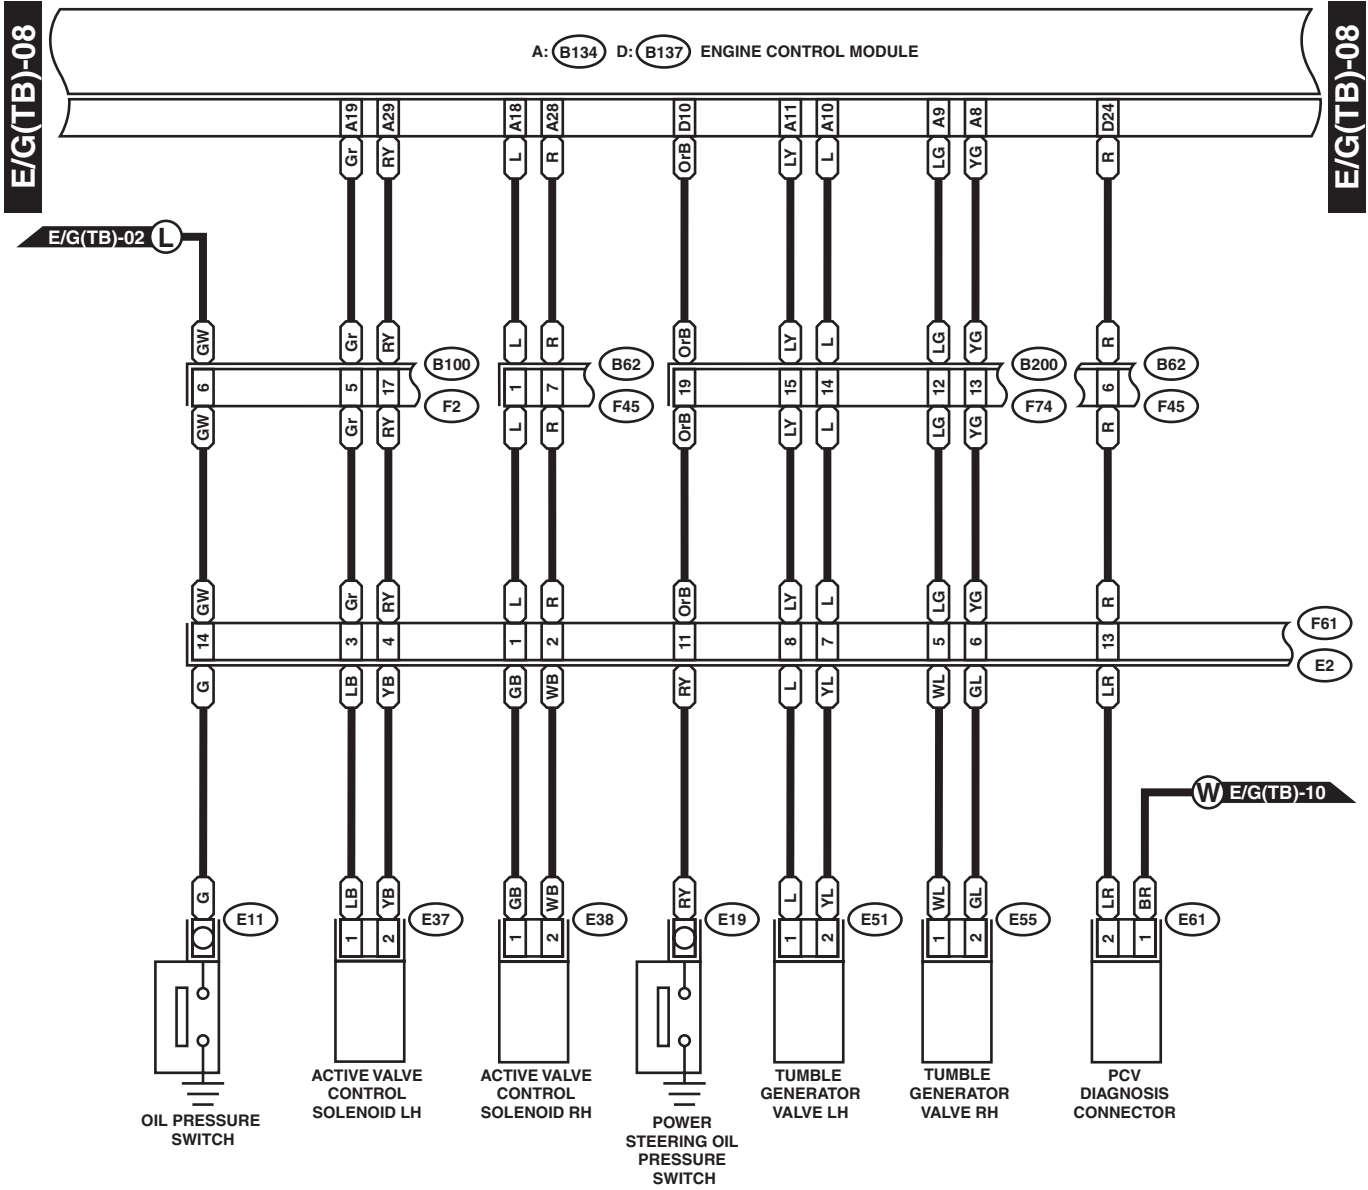 E/G(TB)-08
E/G(TB)-08
A: B134 D: B137 ENGINE CONTROL MODULE
A19 A29 A18 A28 D10 A11 A10 A9 A8 D24
Gr RY L R OrB LY L LG YG R
E/G(TB)-02 L
GW Gr RY L R OrB LY L LG YG R
B100 B62 B200 B62
6 5 17 1 7 19 15 14 12 13 6
F2 F45 F74 F45
GW Gr RY L R OrB LY L LG YG R
GW Gr RY L R OrB LY L LG YG R
F61
14 3 4 1 2 11 8 7 5 6 13
E2
G LB YB GB WB RY L YL WL GL LR
W E/G(TB)-10
G LB YB GB WB RY L YL WL GL LR BR
E11 E37 E38 E19 E51 E55 E61
1 2 1 2 1 2 1 2 2 1
OIL PRESSURE
SWITCH
ACTIVE VALVE
CONTROL
SOLENOID LH
ACTIVE VALVE
CONTROL
SOLENOID RH
POWER
STEERING OIL
PRESSURE
SWITCH
TUMBLE
GENERATOR
VALVE LH
TUMBLE
GENERATOR
VALVE RH
PCV
DIAGNOSIS
CONNECTOR